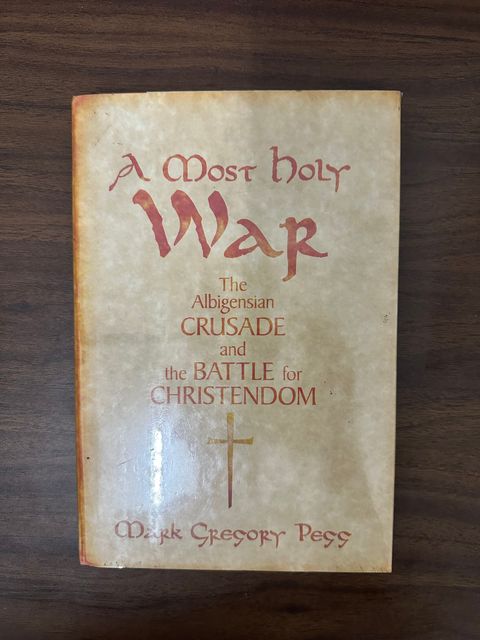 A Most Holy
War
The
Albigensian
CRUSADE
and
the BATTLE for
CHRISTENDOM
Mark Gregory Pegg